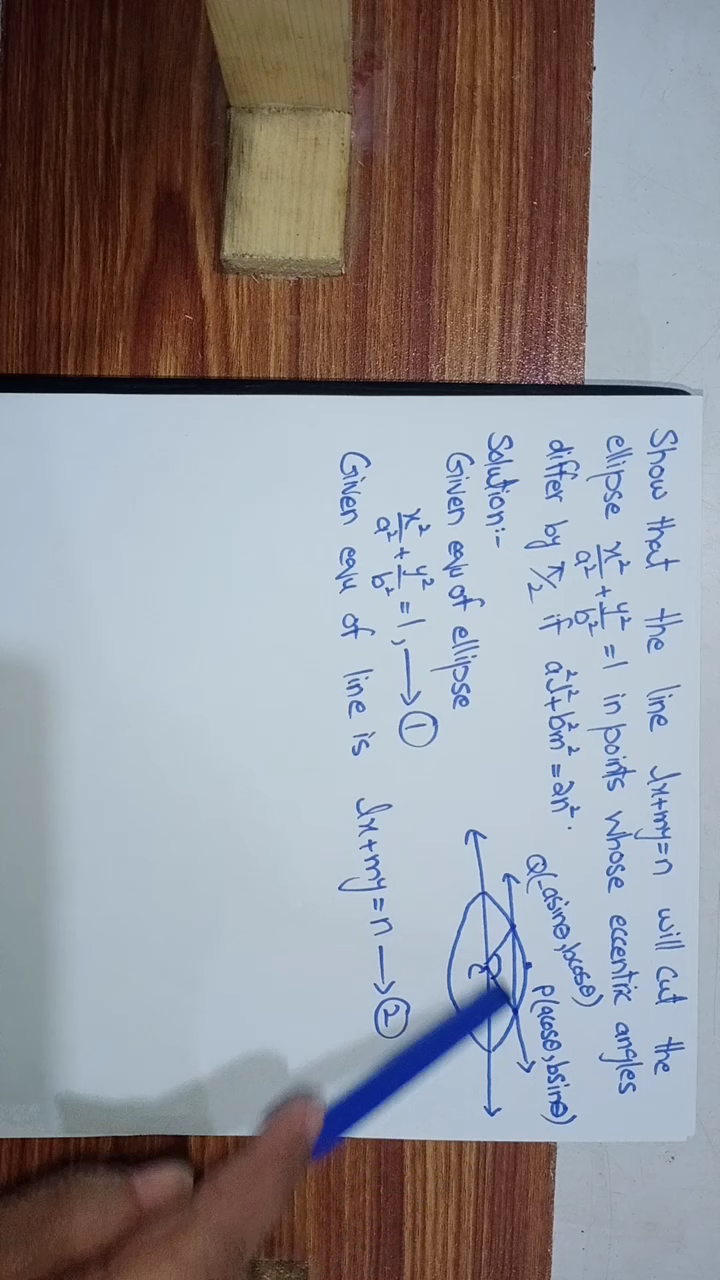 Show that the line lx+my=n will cut the
ellipse x²/a² + y²/b² = 1 in points whose eccentric angles
differ by π/2 if a²l²+b²m²=2n².
Solution:-
Given equ of ellipse
x²/a² + y²/b² = 1, → ①
Given equ of line is lx+my=n → ②
Q(-asinθ, bcosθ)
P(acosθ, bsinθ)
C